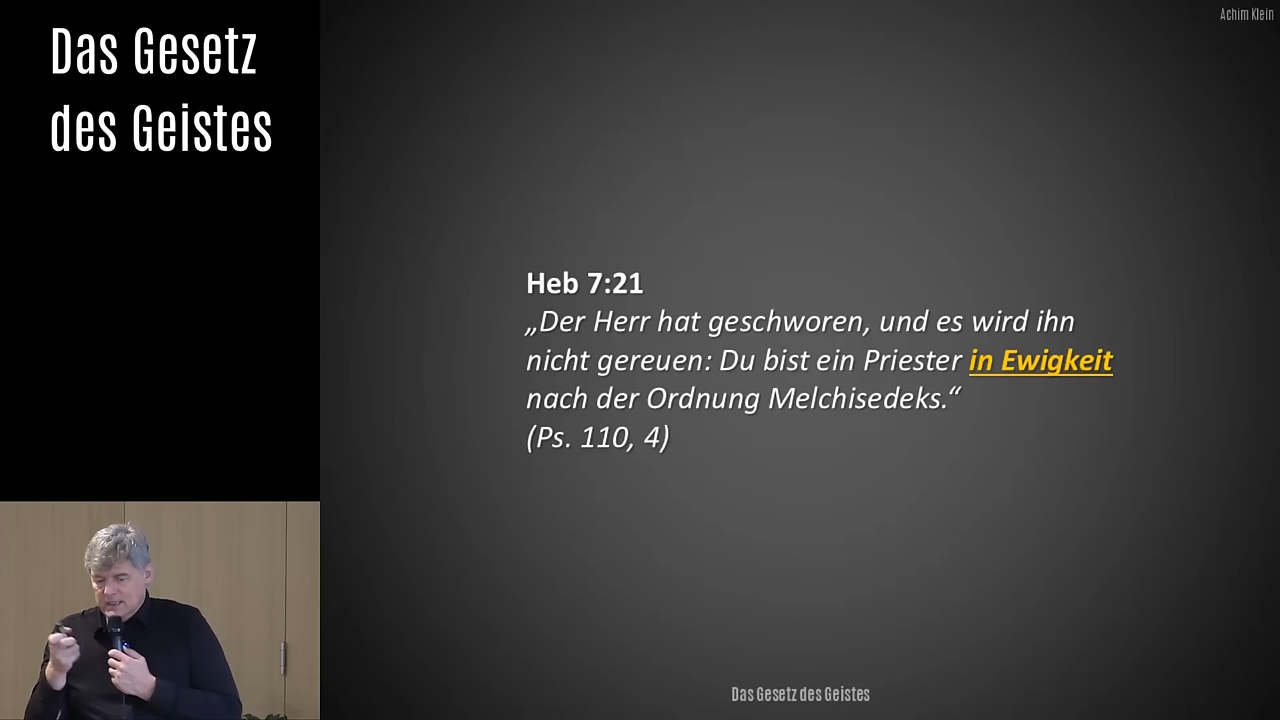 Das Gesetz
des Geistes
Achim Klein
Heb 7:21
„Der Herr hat geschworen, und es wird ihn
nicht gereuen: Du bist ein Priester in Ewigkeit
nach der Ordnung Melchisedeks.“
(Ps. 110, 4)
Das Gesetz des Geistes